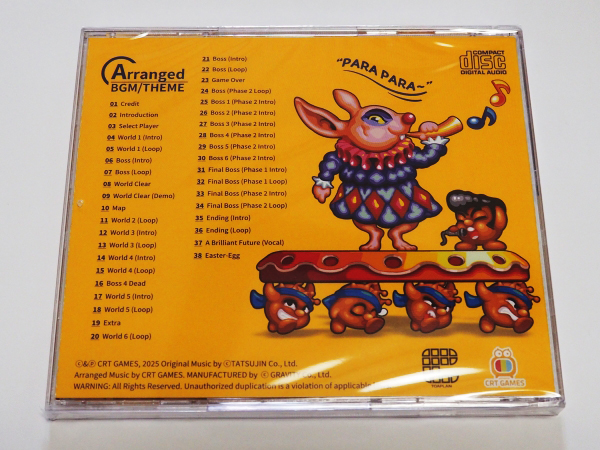 Arranged
BGM/THEME
01 Credit
02 Introduction
03 Select Player
04 World 1 (Intro)
05 World 1 (Loop)
06 Boss (Intro)
07 Boss (Loop)
08 World Clear
09 World Clear (Demo)
10 Map
11 World 2 (Loop)
12 World 3 (Intro)
13 World 3 (Loop)
14 World 4 (Intro)
15 World 4 (Loop)
16 Boss 4 Dead
17 World 5 (Intro)
18 World 5 (Loop)
19 Extra
20 World 6 (Loop)
21 Boss (Intro)
22 Boss (Loop)
23 Game Over
24 Boss (Phase 2 Loop)
25 Boss 1 (Phase 2 Intro)
26 Boss 2 (Phase 2 Intro)
27 Boss 3 (Phase 2 Intro)
28 Boss 4 (Phase 2 Intro)
29 Boss 5 (Phase 2 Intro)
30 Boss 6 (Phase 2 Intro)
31 Final Boss (Phase 1 Intro)
32 Final Boss (Phase 1 Loop)
33 Final Boss (Phase 2 Intro)
34 Final Boss (Phase 2 Loop)
35 Ending (Intro)
36 Ending (Loop)
37 A Brilliant Future (Vocal)
38 Easter-Egg
"PARA PARA~"
COMPACT
disc
DIGITAL AUDIO
©&℗ CRT GAMES, 2025 Original Music by ©TATSUJIN Co., Ltd.
Arranged Music by CRT GAMES. MANUFACTURED by © Co., Ltd.
WARNING: All Rights Reserved. Unauthorized duplication is a violation of applicable
TOAPLAN
CRT GAMES